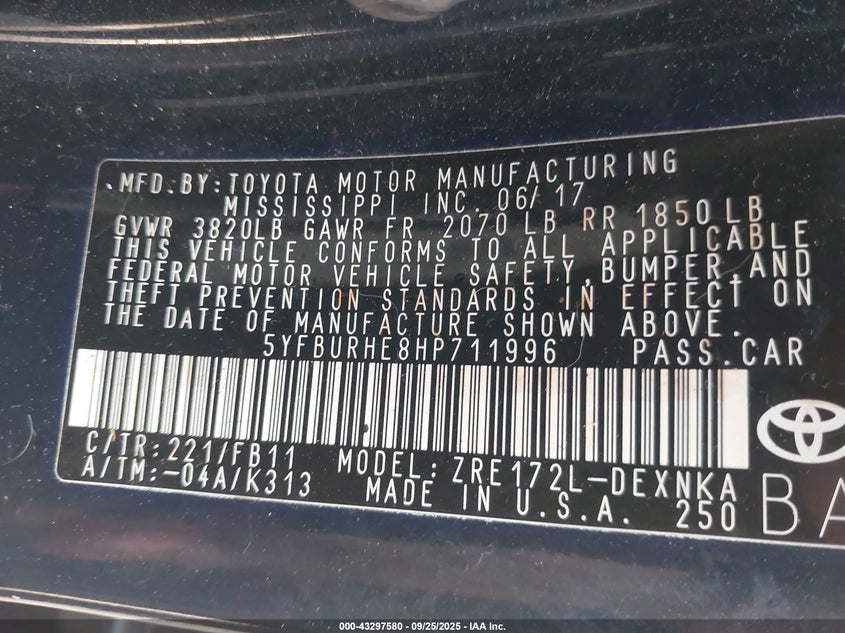 .MFD.BY:TOYOTA MOTOR MANUFACTURING
MISSISSIPPI INC. 06/17
GVWR 3820LB GAWR FR 2070 LB RR 1850LB
THIS VEHICLE CONFORMS TO ALL APPLICABLE
FEDERAL MOTOR VEHICLE SAFETY,BUMPER,AND
THEFT PREVENTION STANDARDS IN EFFECT ON
THE DATE OF MANUFACTURE SHOWN ABOVE.
5YFBURHE8HP711996 PASS.CAR
C/TR:221/FB11 MODEL:ZRE172L-DEXNKA
A/TM:-04A/K313 MADE IN U.S.A. 250
BA
000-43297580 - 09/25/2025 - IAA Inc.